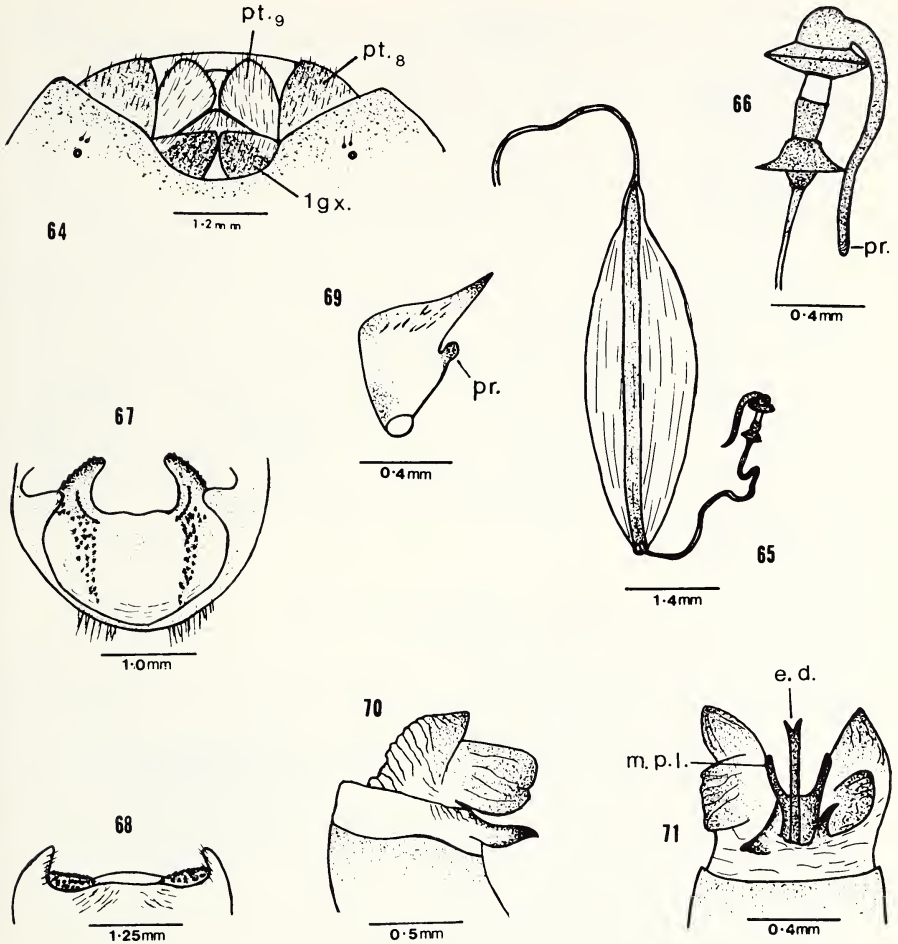 pt.9
pt.8
1gx.
1·2mm
64
66
pr.
0·4mm
69
pr.
0·4mm
67
1·0mm
65
1·4mm
68
1·25mm
70
0·5mm
e.d.
m.p.l.
71
0·4mm